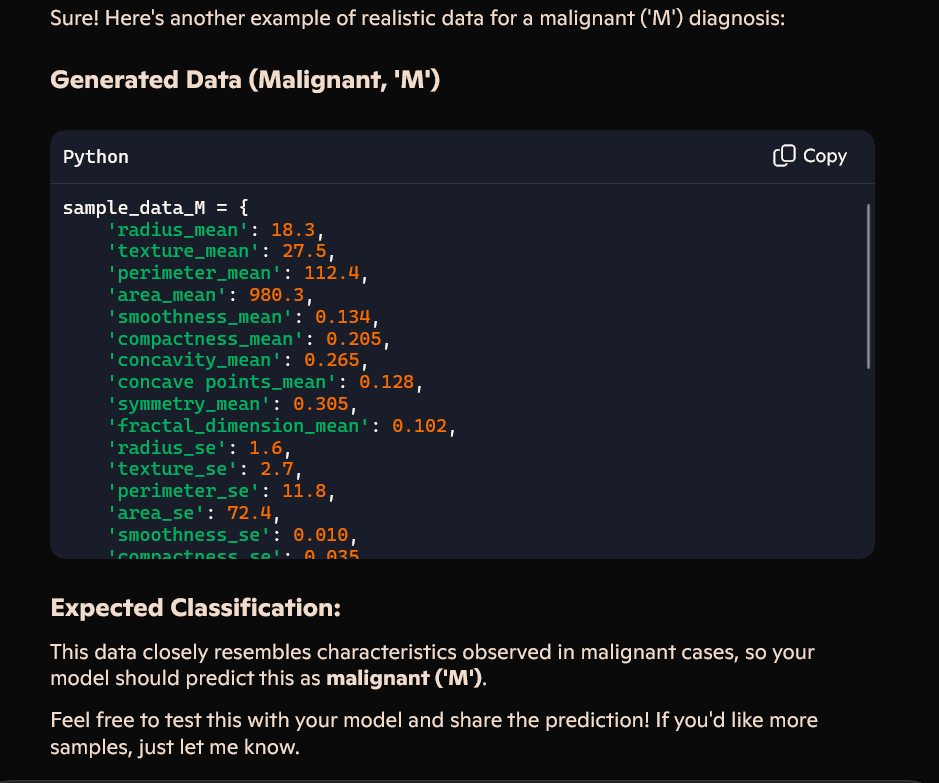 Sure! Here's another example of realistic data for a malignant ('M') diagnosis:
Generated Data (Malignant, 'M')
Python
Copy
sample_data_M = {
    'radius_mean': 18.3,
    'texture_mean': 27.5,
    'perimeter_mean': 112.4,
    'area_mean': 980.3,
    'smoothness_mean': 0.134,
    'compactness_mean': 0.205,
    'concavity_mean': 0.265,
    'concave points_mean': 0.128,
    'symmetry_mean': 0.305,
    'fractal_dimension_mean': 0.102,
    'radius_se': 1.6,
    'texture_se': 2.7,
    'perimeter_se': 11.8,
    'area_se': 72.4,
    'smoothness_se': 0.010,
    'compactness_se': 0.035
Expected Classification:
This data closely resembles characteristics observed in malignant cases, so your
model should predict this as malignant ('M').
Feel free to test this with your model and share the prediction! If you'd like more
samples, just let me know.